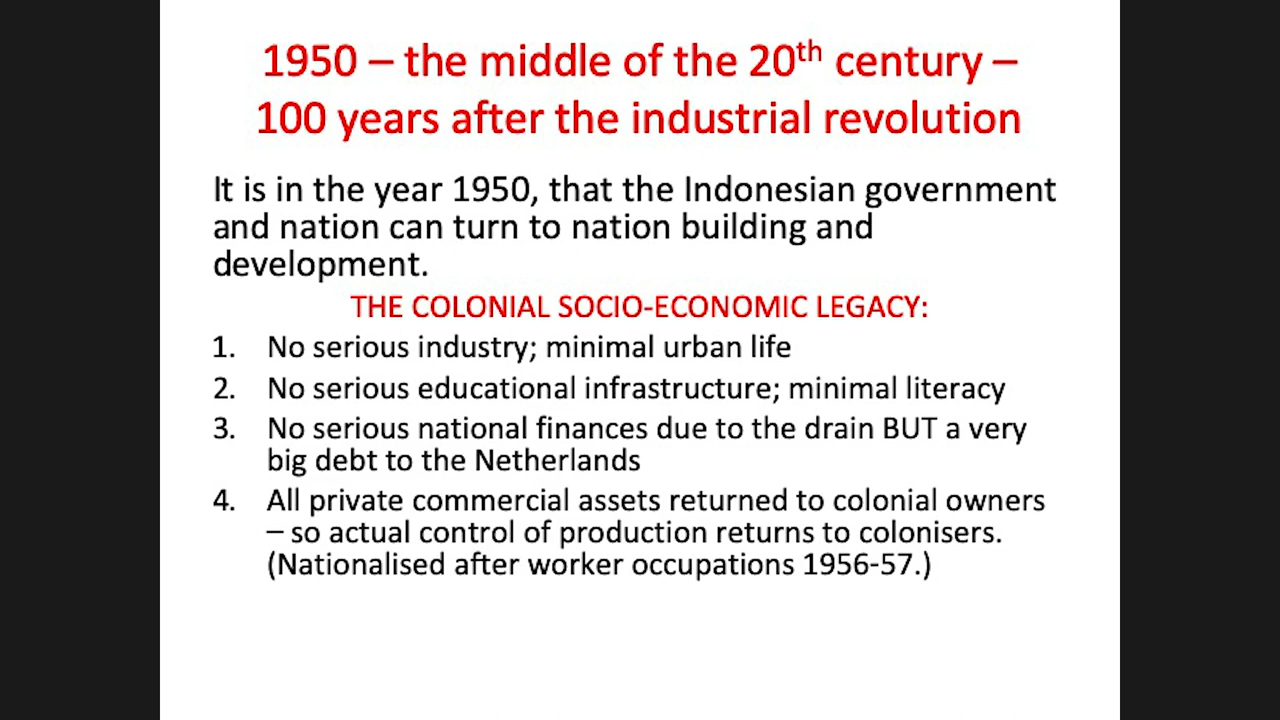 1950 – the middle of the 20th century –
100 years after the industrial revolution
It is in the year 1950, that the Indonesian government
and nation can turn to nation building and
development.
THE COLONIAL SOCIO-ECONOMIC LEGACY:
1. No serious industry; minimal urban life
2. No serious educational infrastructure; minimal literacy
3. No serious national finances due to the drain BUT a very
big debt to the Netherlands
4. All private commercial assets returned to colonial owners
– so actual control of production returns to colonisers.
(Nationalised after worker occupations 1956-57.)